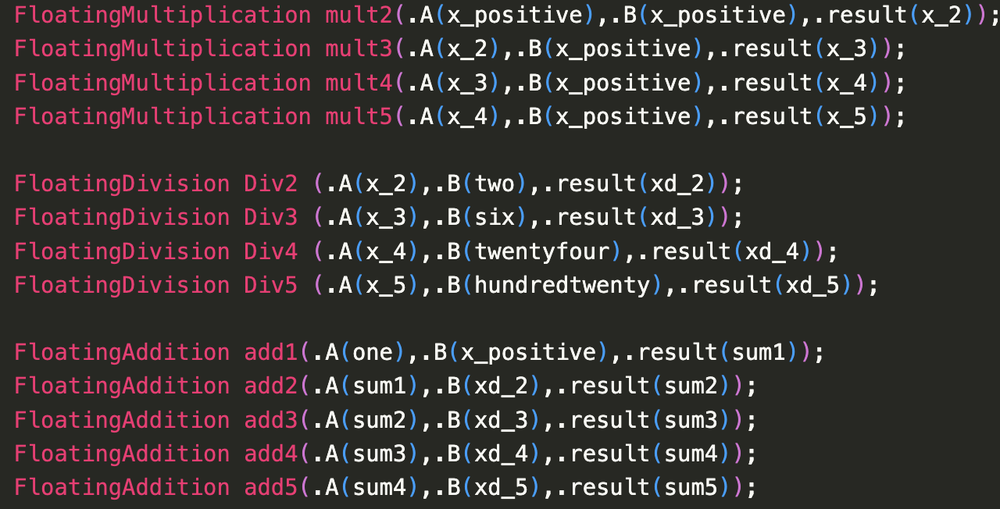 FloatingMultiplication mult2(.A(x_positive),.B(x_positive),.result(x_2));
FloatingMultiplication mult3(.A(x_2),.B(x_positive),.result(x_3));
FloatingMultiplication mult4(.A(x_3),.B(x_positive),.result(x_4));
FloatingMultiplication mult5(.A(x_4),.B(x_positive),.result(x_5));
FloatingDivision Div2 (.A(x_2),.B(two),.result(xd_2));
FloatingDivision Div3 (.A(x_3),.B(six),.result(xd_3));
FloatingDivision Div4 (.A(x_4),.B(twentyfour),.result(xd_4));
FloatingDivision Div5 (.A(x_5),.B(hundredtwenty),.result(xd_5));
FloatingAddition add1(.A(one),.B(x_positive),.result(sum1));
FloatingAddition add2(.A(sum1),.B(xd_2),.result(sum2));
FloatingAddition add3(.A(sum2),.B(xd_3),.result(sum3));
FloatingAddition add4(.A(sum3),.B(xd_4),.result(sum4));
FloatingAddition add5(.A(sum4),.B(xd_5),.result(sum5));